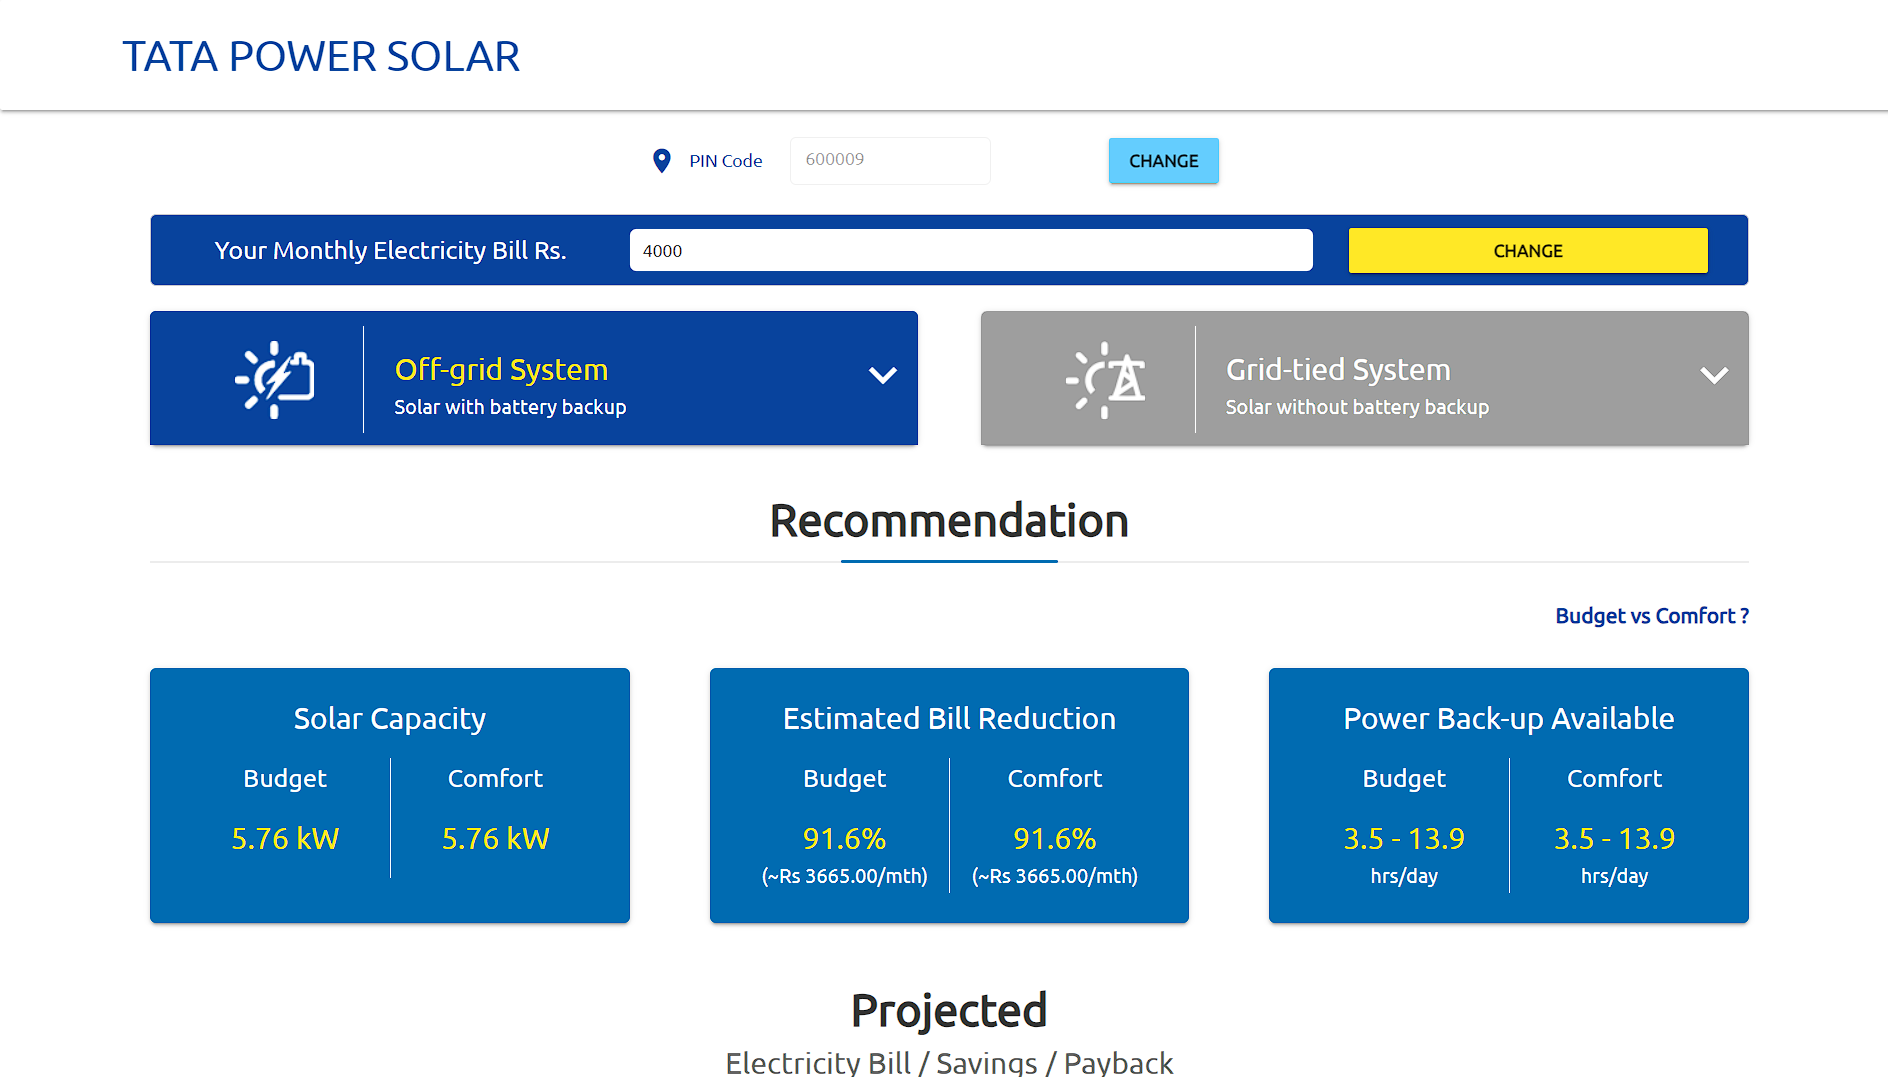 TATA POWER SOLAR
PIN Code 600009 CHANGE
Your Monthly Electricity Bill Rs. 4000 CHANGE
Off-grid System
Solar with battery backup
Grid-tied System
Solar without battery backup
Recommendation
Budget vs Comfort ?
Solar Capacity
Budget Comfort
5.76 kW 5.76 kW
Estimated Bill Reduction
Budget Comfort
91.6% 91.6%
(~Rs 3665.00/mth) (~Rs 3665.00/mth)
Power Back-up Available
Budget Comfort
3.5 - 13.9 3.5 - 13.9
hrs/day hrs/day
Projected
Electricity Bill / Savings / Payback